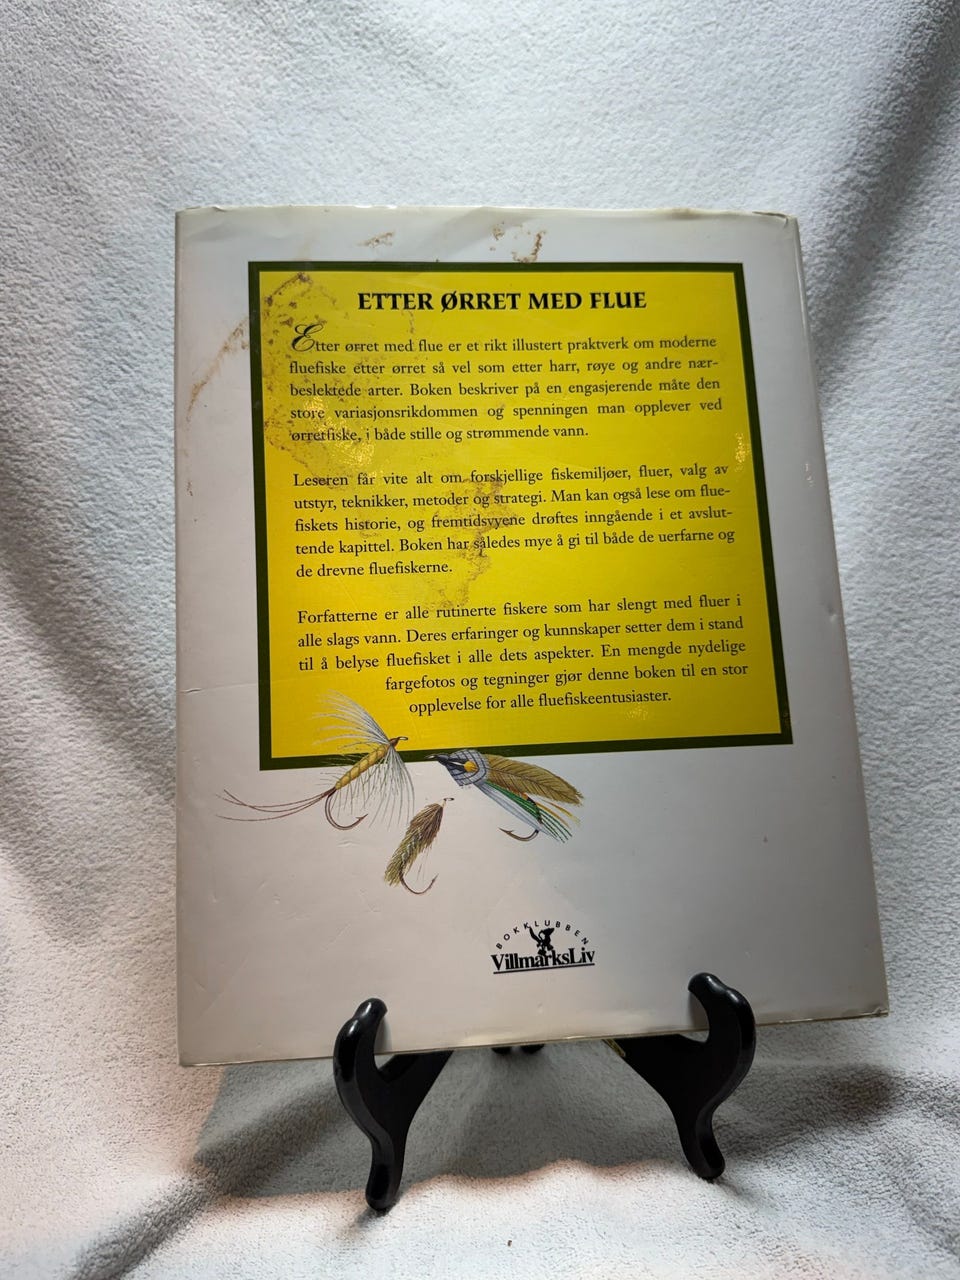 ETTER ØRRET MED FLUE
Etter ørret med flue er et rikt illustert praktverk om moderne
fluefiske etter ørret så vel som etter harr, røye og andre nær-
beslektede arter. Boken beskriver på en engasjerende måte den
store variasjonsrikdommen og spenningen man opplever ved
ørretfiske, i både stille og strømmende vann.
Leseren får vite alt om forskjellige fiskemiljøer, fluer, valg av
utstyr, teknikker, metoder og strategi. Man kan også lese om flue-
fiskets historie, og fremtidsvyene drøftes inngående i et avslut-
tende kapittel. Boken har således mye å gi til både de uerfarne og
de drevne fluefiskerne.
Forfatterne er alle rutinerte fiskere som har slengt med fluer i
alle slags vann. Deres erfaringer og kunnskaper setter dem i stand
til å belyse fluefisket i alle dets aspekter. En mengde nydelige
fargefotos og tegninger gjør denne boken til en stor
opplevelse for alle fluefiskeentusiaster.
BOKKLUBBEN
VillmarksLiv